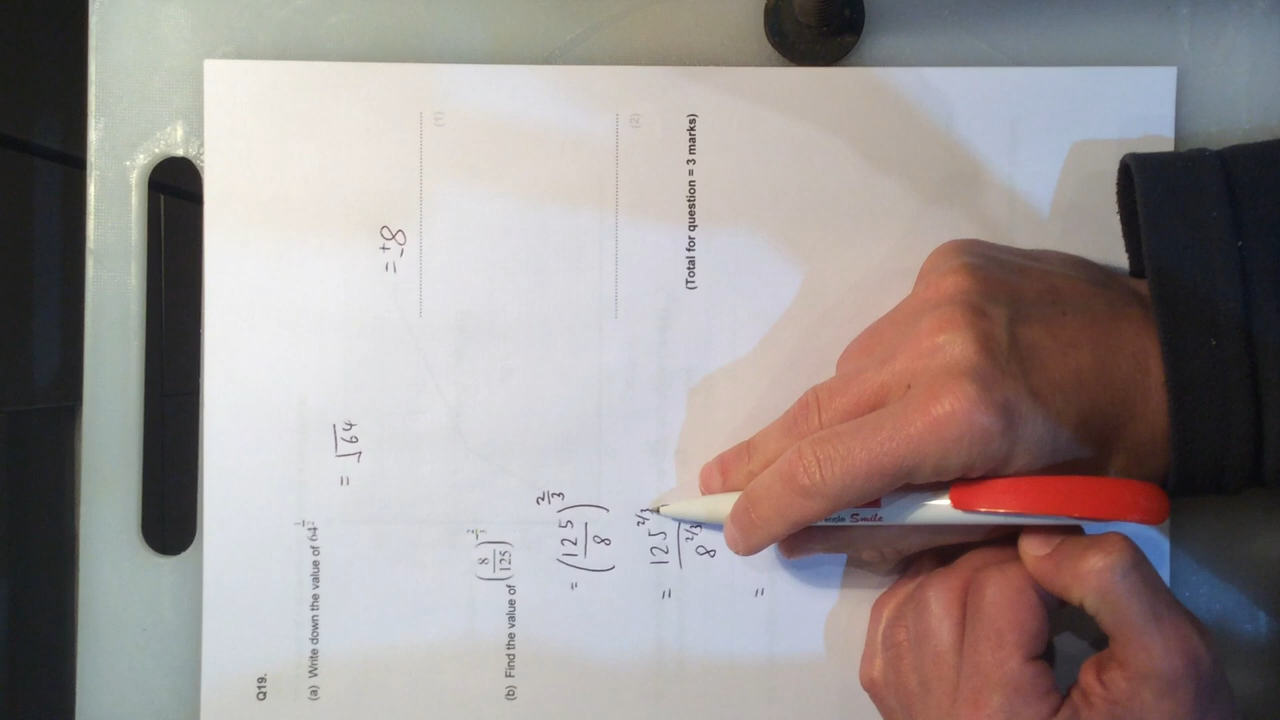 Q19.
(a) Write down the value of 64^½
= √64
= ±8
(1)
(b) Find the value of (8/125)^-⅔
= (125/8)^⅔
(2)
= 125^2/3 / 8^2/3
(Total for question = 3 marks)
=
Smile